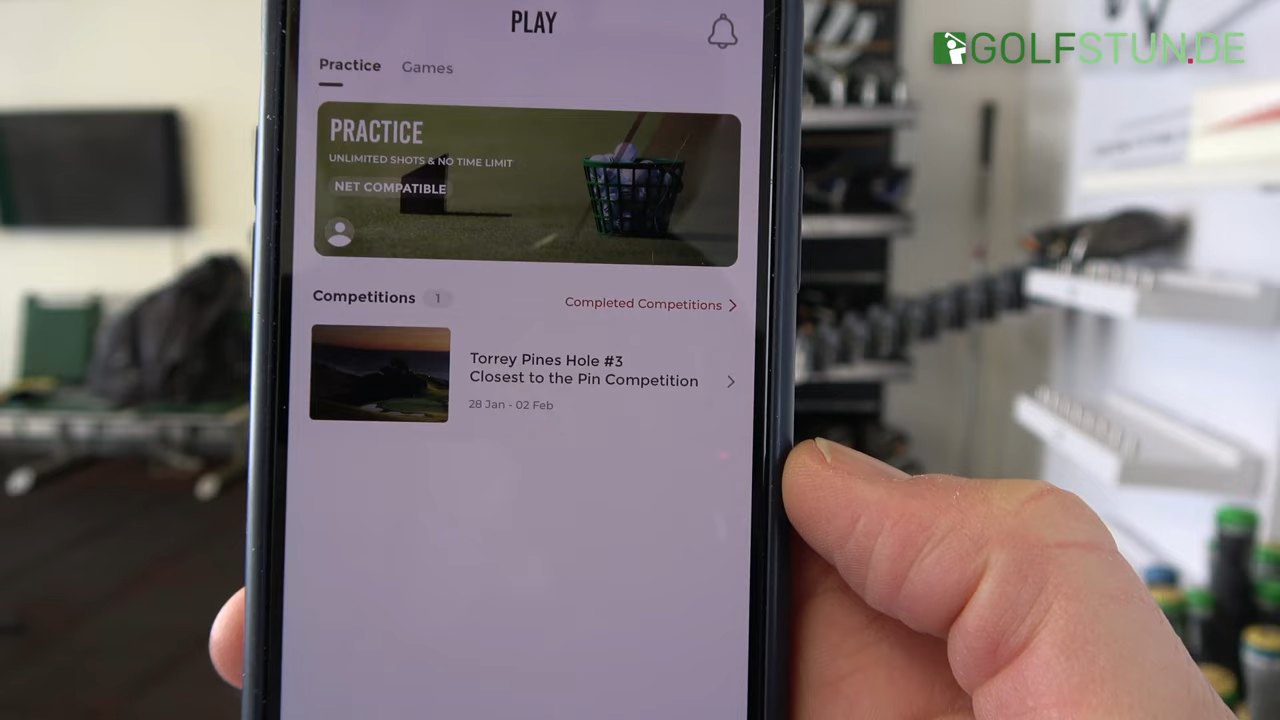 PLAY
GOLFSTUN.DE
Practice Games
PRACTICE
UNLIMITED SHOTS & NO TIME LIMIT
NET COMPATIBLE
Competitions 1
Completed Competitions
Torrey Pines Hole #3
Closest to the Pin Competition
28 Jan - 02 Feb